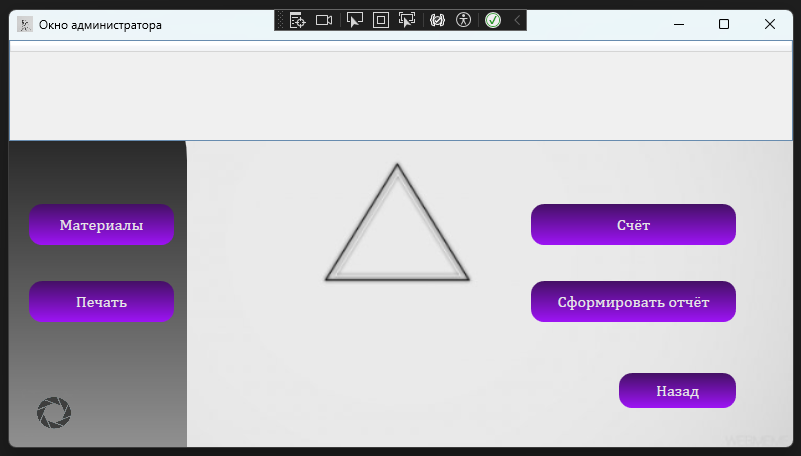 Окно администратора
Материалы
Счёт
Печать
Сформировать отчёт
Назад